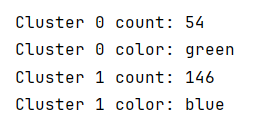 Cluster 0 count: 54
Cluster 0 color: green
Cluster 1 count: 146
Cluster 1 color: blue